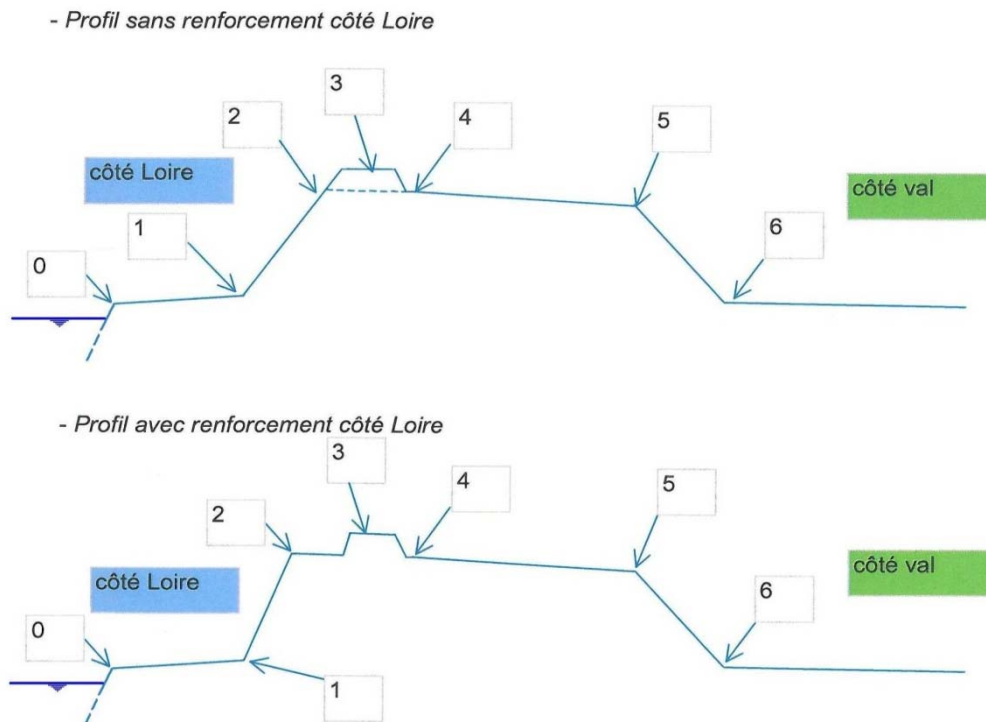 - Profil sans renforcement côté Loire
3
2
4
5
côté Loire
côté val
1
6
0
- Profil avec renforcement côté Loire
3
4
5
2
côté val
côté Loire
6
0
1